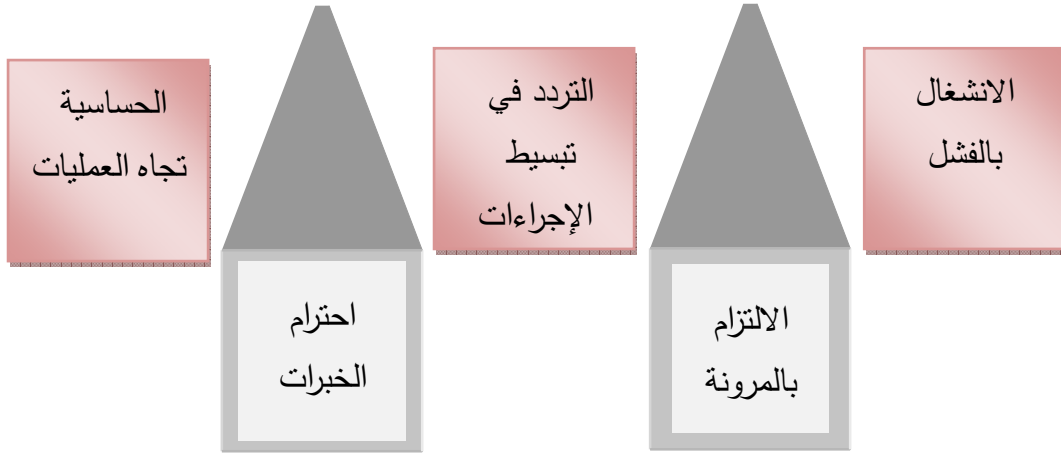 الانشغال
بالفشل
التردد في
تبسيط
الإجراءات
الحساسية
تجاه العمليات
الالتزام
بالمرونة
احترام
الخبرات